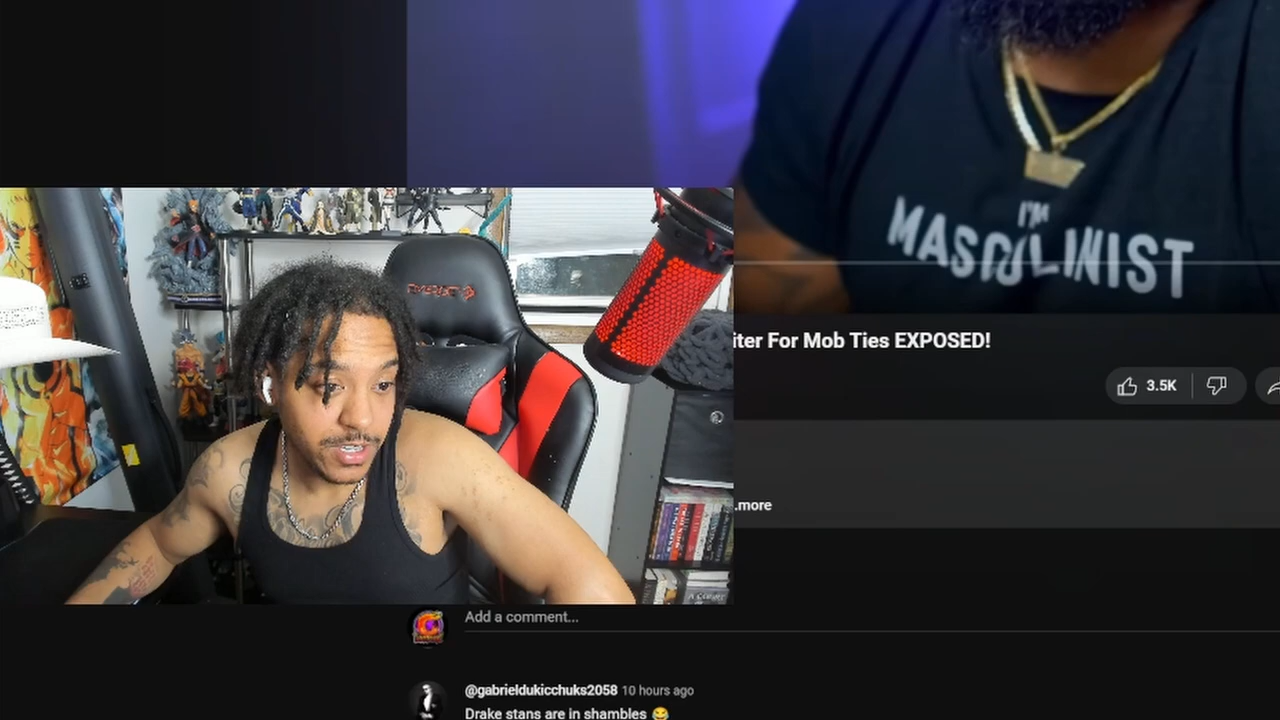 I'M
MASCULINIST
iter For Mob Ties EXPOSED!
3.5K
...more
Add a comment...
@gabrieldukicchuks2058 10 hours ago
Drake stans are in shambles 😂